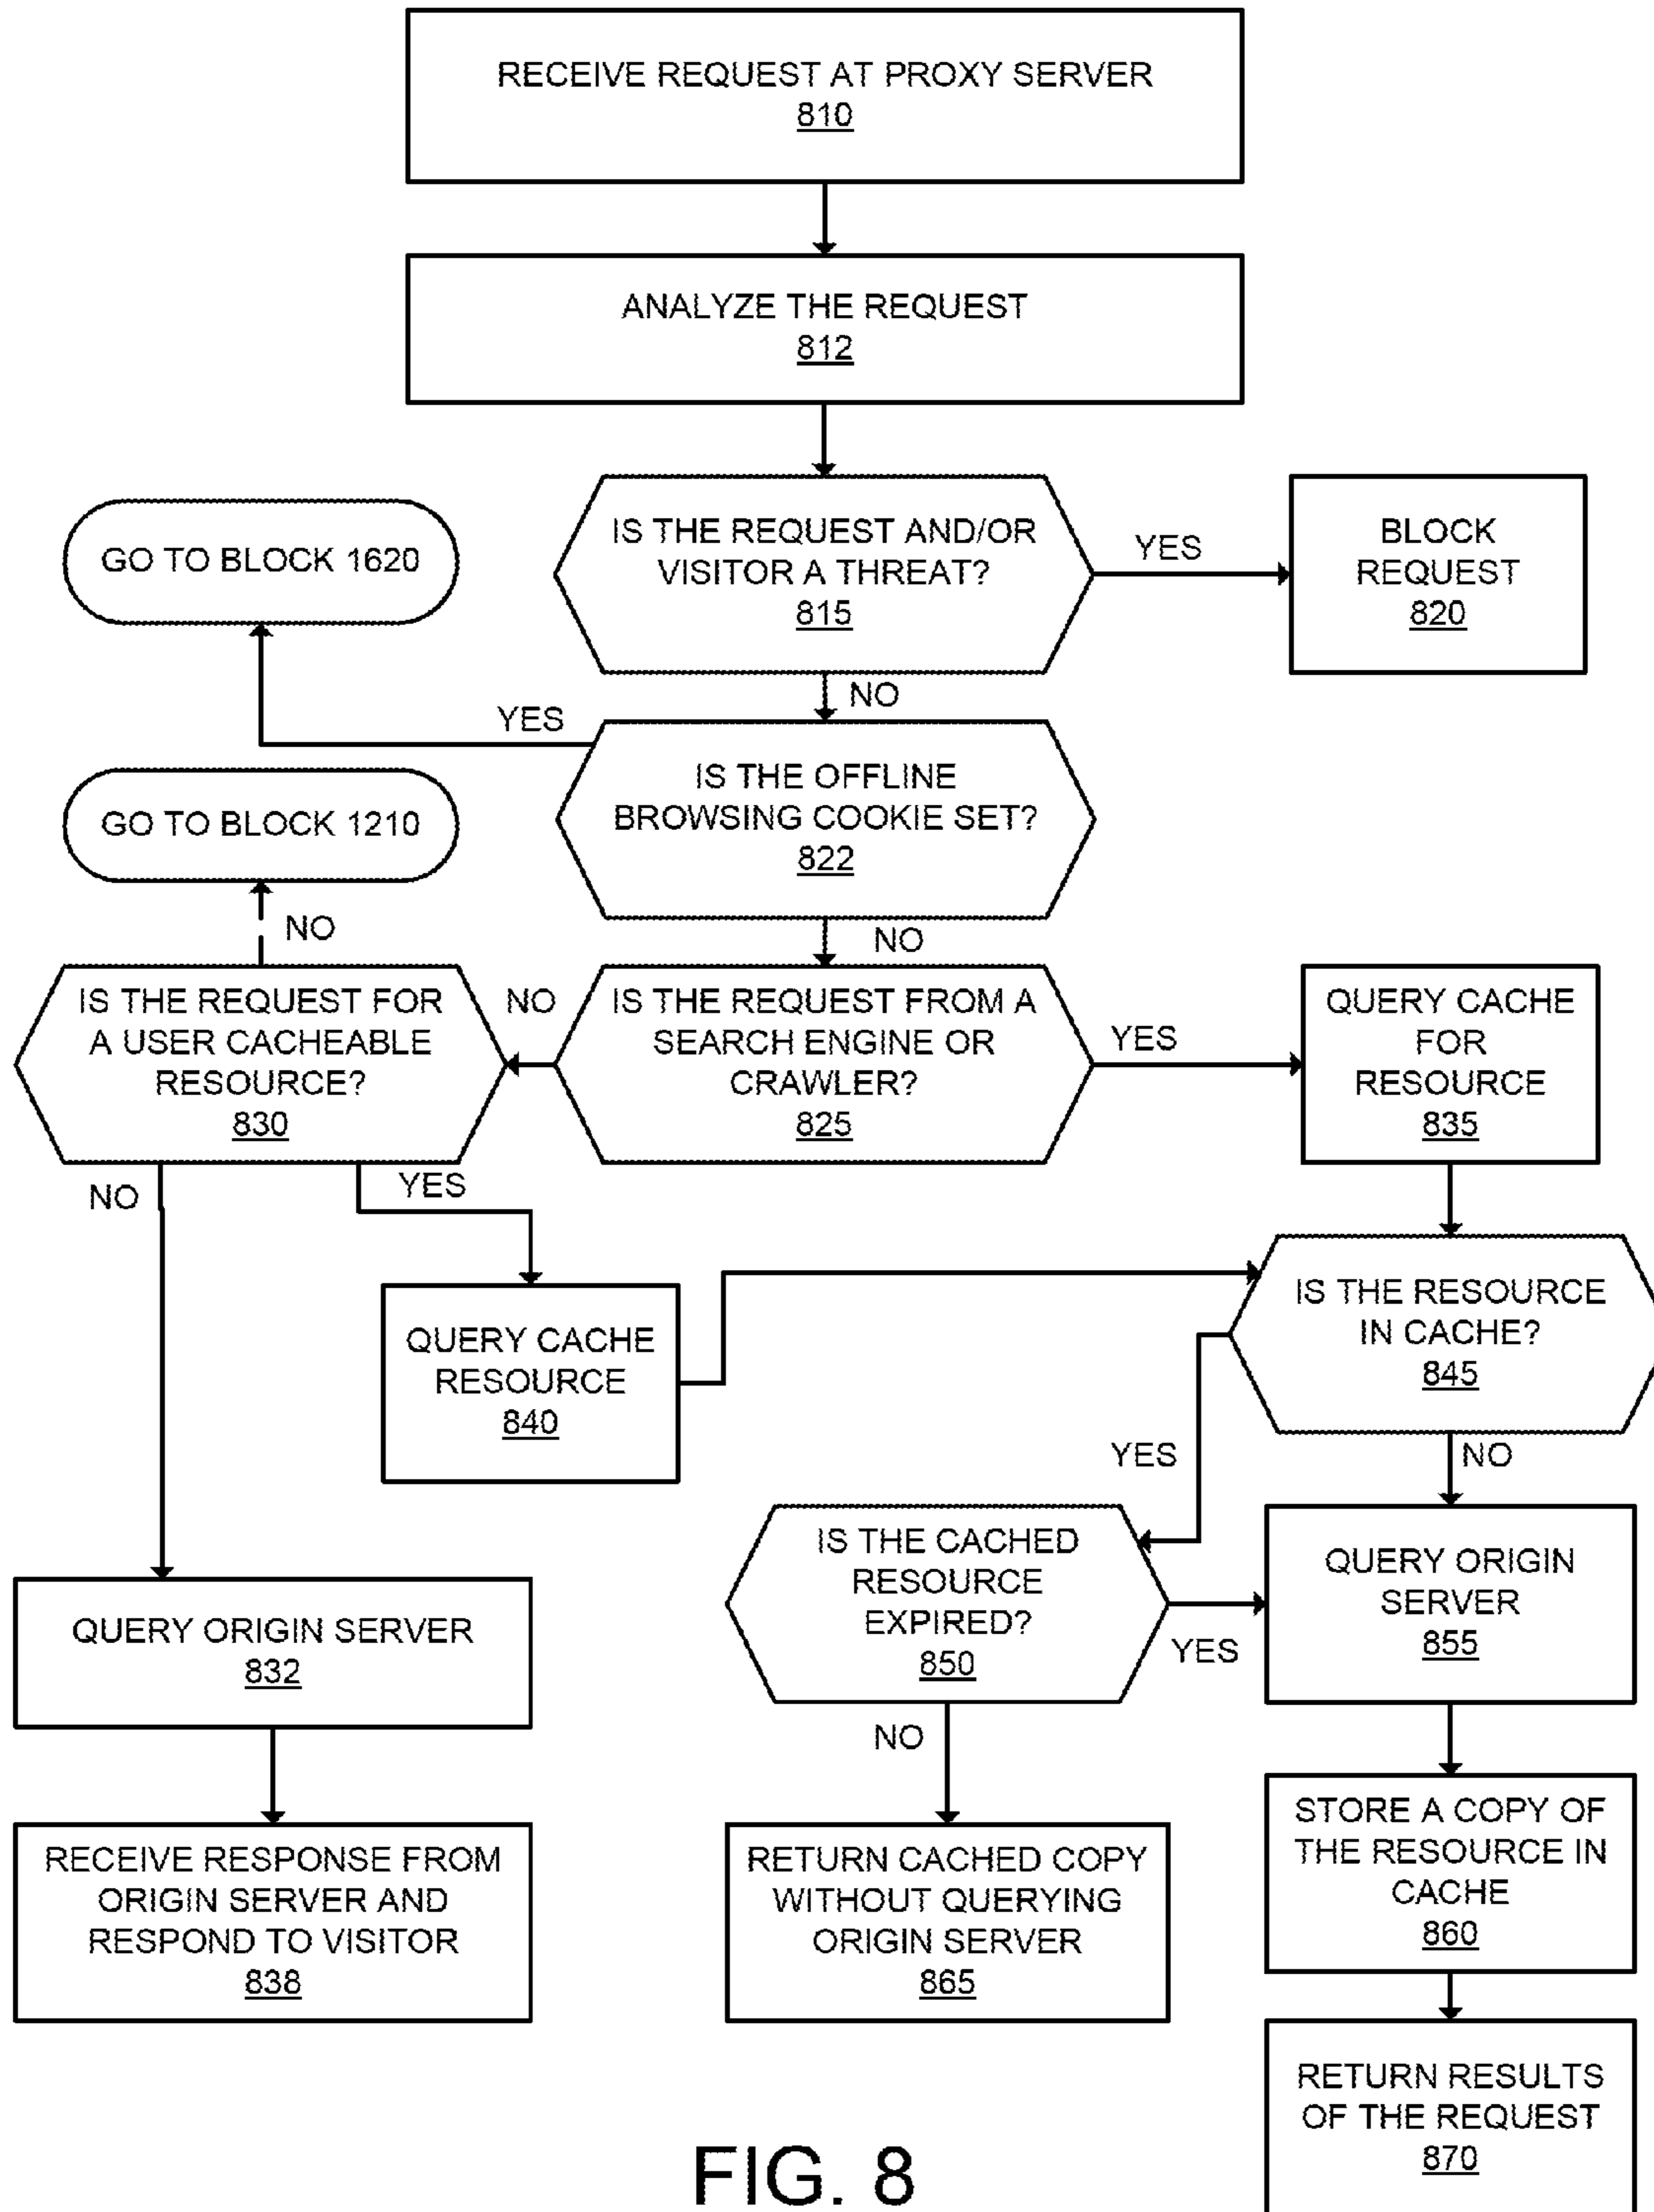 RECEIVE REQUEST AT PROXY SERVER
810
ANALYZE THE REQUEST
812
IS THE REQUEST AND/OR
VISITOR A THREAT?
815
YES
BLOCK
REQUEST
820
GO TO BLOCK 1620
NO
YES
IS THE OFFLINE
BROWSING COOKIE SET?
822
GO TO BLOCK 1210
NO
NO
IS THE REQUEST FOR
A USER CACHEABLE
RESOURCE?
830
NO
IS THE REQUEST FROM A
SEARCH ENGINE OR
CRAWLER?
825
YES
QUERY CACHE
FOR
RESOURCE
835
NO
YES
QUERY CACHE
RESOURCE
840
IS THE RESOURCE
IN CACHE?
845
YES
NO
IS THE CACHED
RESOURCE
EXPIRED?
850
YES
QUERY ORIGIN
SERVER
855
QUERY ORIGIN SERVER
832
NO
RECEIVE RESPONSE FROM
ORIGIN SERVER AND
RESPOND TO VISITOR
838
RETURN CACHED COPY
WITHOUT QUERYING
ORIGIN SERVER
865
STORE A COPY OF
THE RESOURCE IN
CACHE
860
RETURN RESULTS
OF THE REQUEST
870
FIG. 8